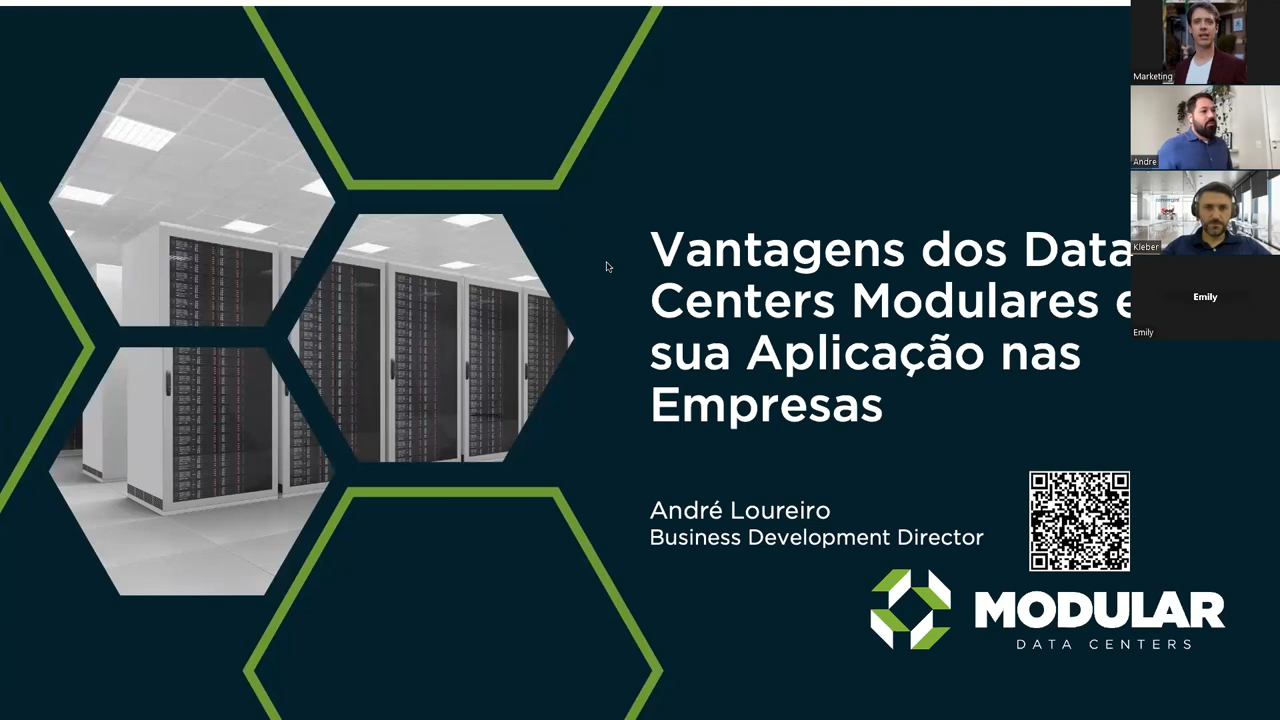 Vantagens dos Data
Centers Modulares e
sua Aplicação nas
Empresas
André Loureiro
Business Development Director
MODULAR
DATA CENTERS
Marketing
Andre
Kleber
Emily
Emily